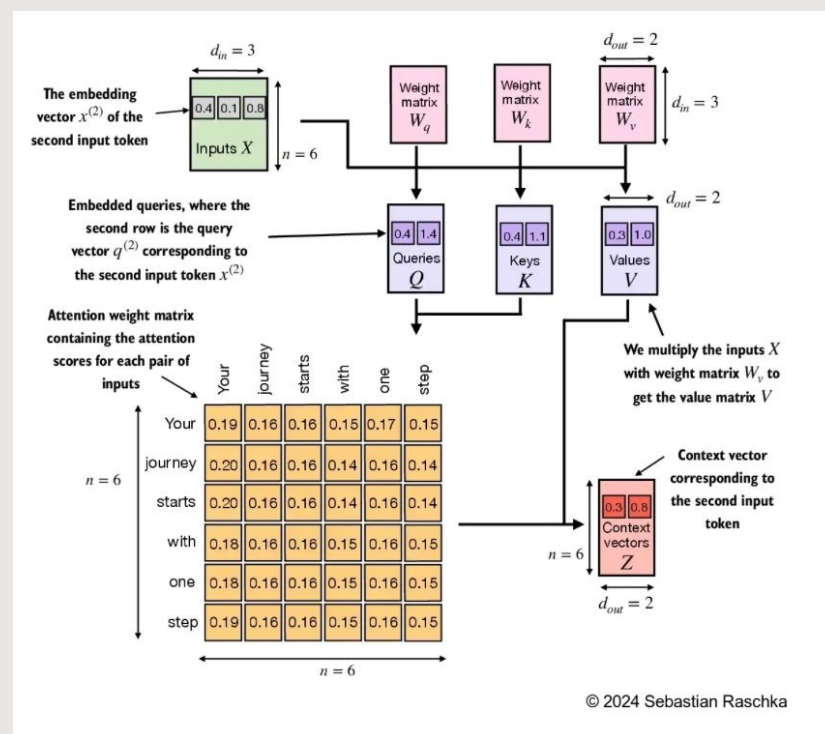 d_in = 3
The embedding
vector x^(2) of the
second input token
0.4 0.1 0.8
Inputs X
n = 6
Weight
matrix
W_q
Weight
matrix
W_k
d_out = 2
Weight
matrix
W_v
d_in = 3
Embedded queries, where the
second row is the query
vector q^(2) corresponding to
the second input token x^(2)
0.4 1.4
Queries
Q
0.4 1.1
Keys
K
d_out = 2
0.3 1.0
Values
V
We multiply the inputs X
with weight matrix W_v to
get the value matrix V
Attention weight matrix
containing the attention
scores for each pair of
inputs
Your journey starts with one step
Your 0.19 0.16 0.16 0.15 0.17 0.15
journey 0.20 0.16 0.16 0.14 0.16 0.14
starts 0.20 0.16 0.16 0.14 0.16 0.14
with 0.18 0.16 0.16 0.15 0.16 0.15
one 0.18 0.16 0.16 0.15 0.16 0.15
step 0.19 0.16 0.16 0.15 0.16 0.15
n = 6
n = 6
Context vector
corresponding to
the second input
token
0.3 0.8
Context
vectors
Z
n = 6
d_out = 2
© 2024 Sebastian Raschka